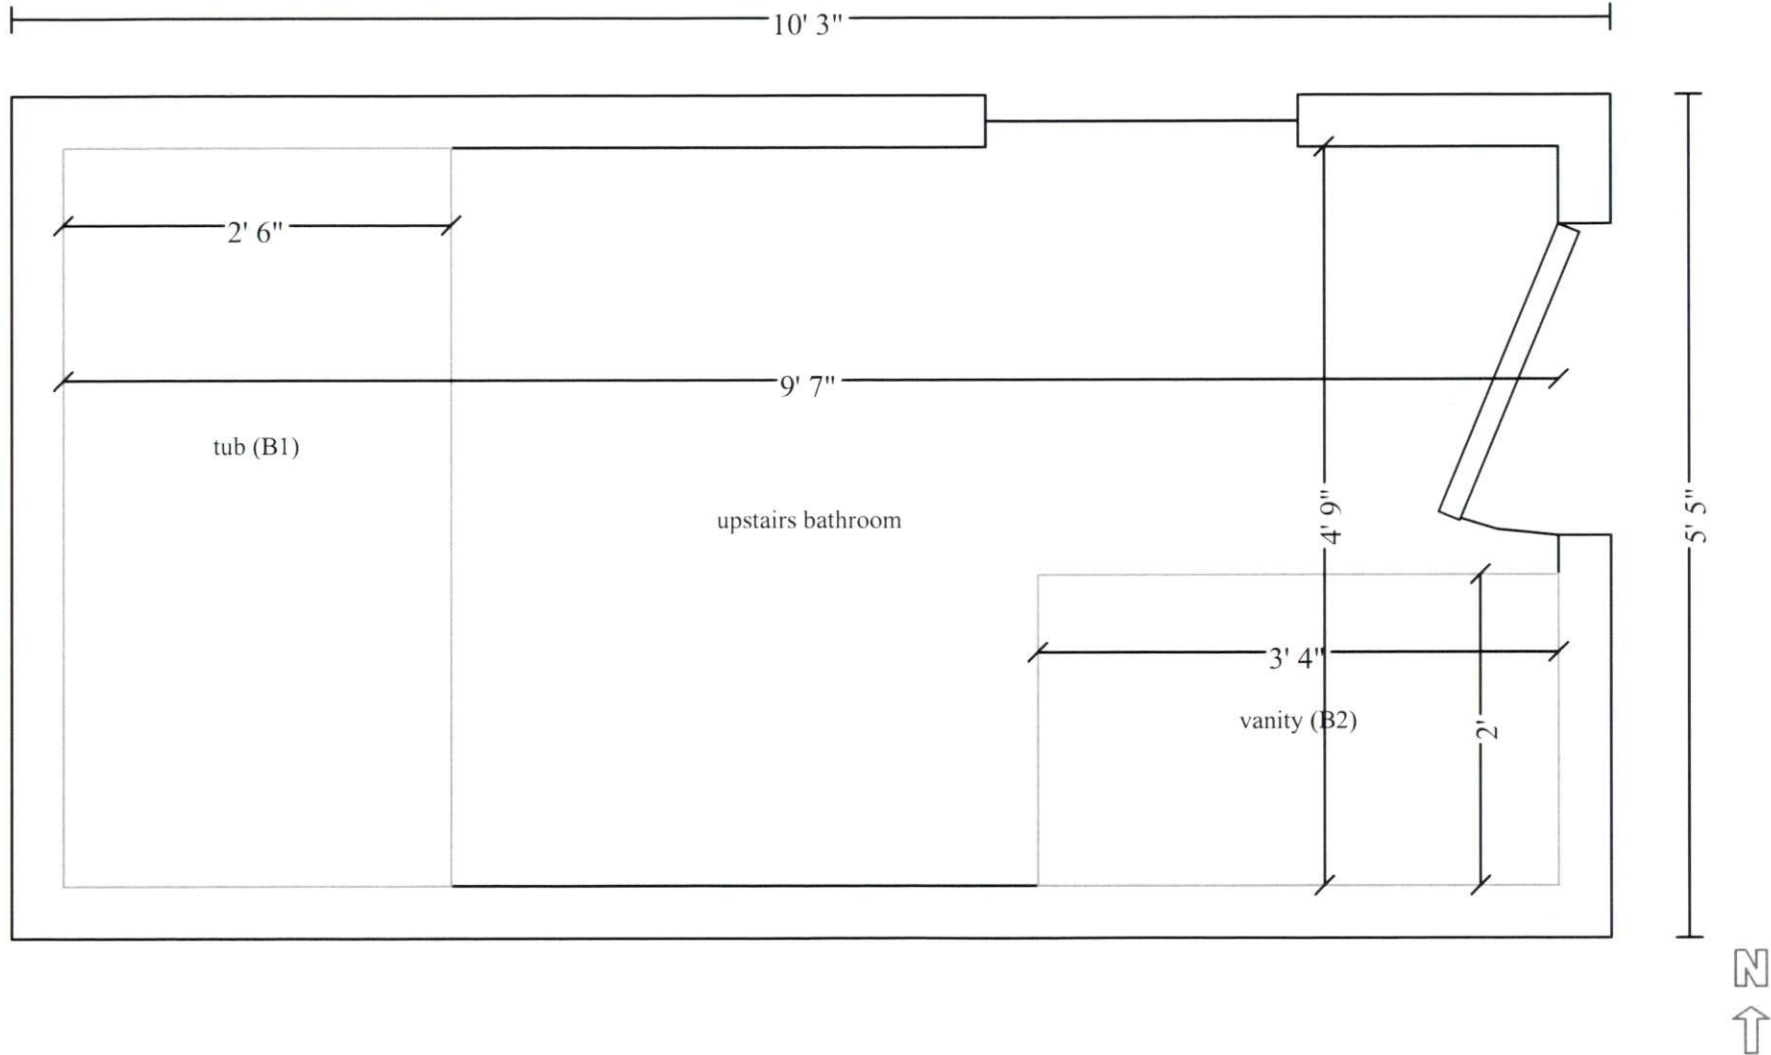 10' 3"
2' 6"
9' 7"
tub (B1)
upstairs bathroom
4' 9"
5' 5"
3' 4"
vanity (B2)
2'
N